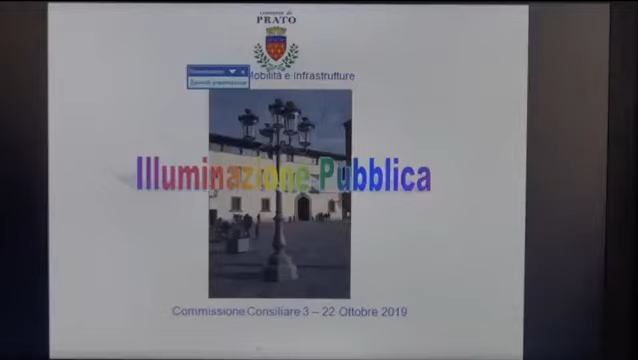 COMUNE DI
PRATO
Mobilità e infrastrutture
Illuminazione Pubblica
Commissione Consiliare 3 – 22 Ottobre 2019